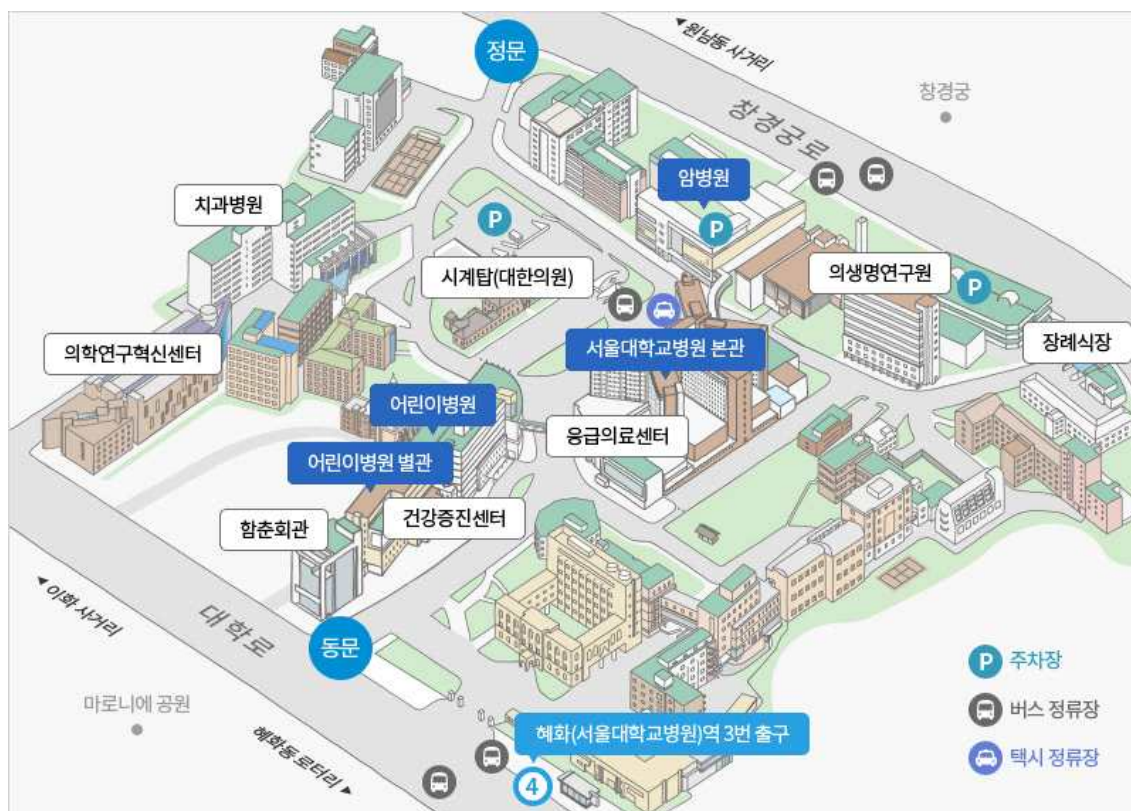 정문
◀원남동 사거리
창경궁
창경궁로
암병원
P
치과병원
P
시계탑(대한의원)
의생명연구원
P
의학연구혁신센터
서울대학교병원 본관
장례식장
어린이병원
응급의료센터
어린이병원 별관
건강증진센터
함춘회관
◀이화 사거리
대학로
동문
마로니에 공원
혜화동 로터리▶
혜화(서울대학교병원)역 3번 출구
4
P 주차장
버스 정류장
택시 정류장